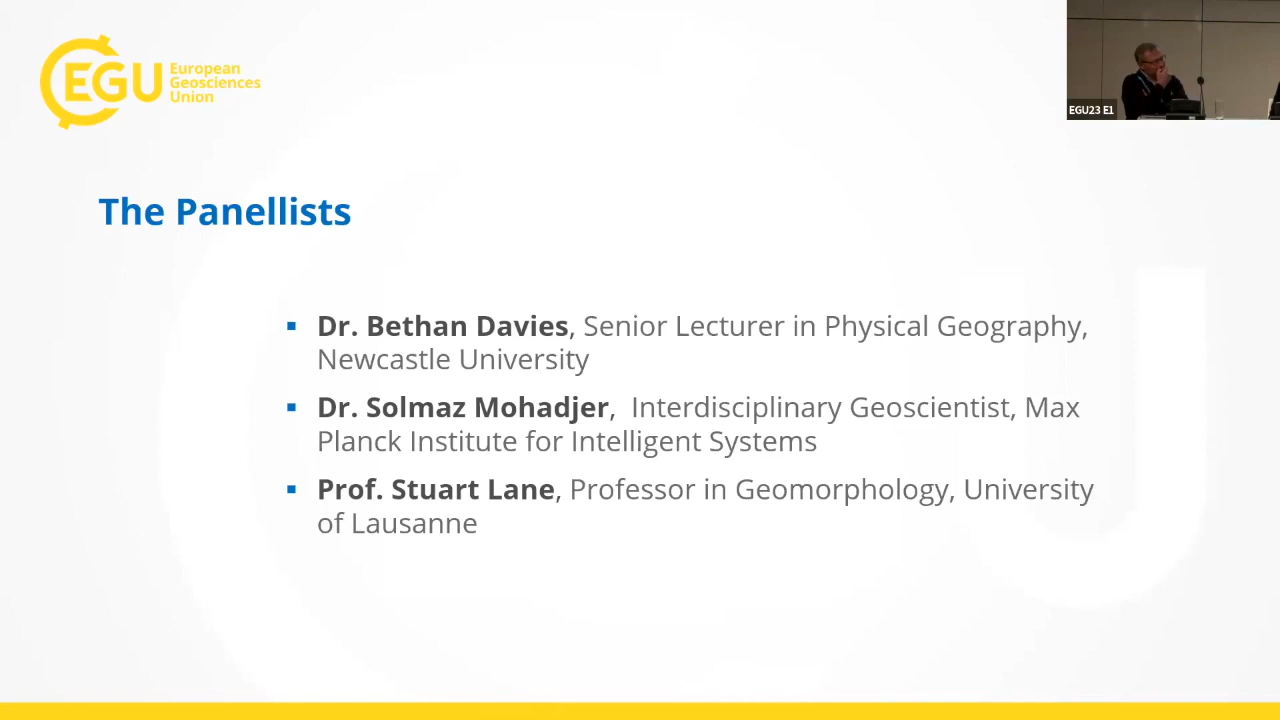 EGU European
Geosciences
Union
EGU23 E1
The Panellists
▪ Dr. Bethan Davies, Senior Lecturer in Physical Geography,
Newcastle University
▪ Dr. Solmaz Mohadjer,  Interdisciplinary Geoscientist, Max
Planck Institute for Intelligent Systems
▪ Prof. Stuart Lane, Professor in Geomorphology, University
of Lausanne